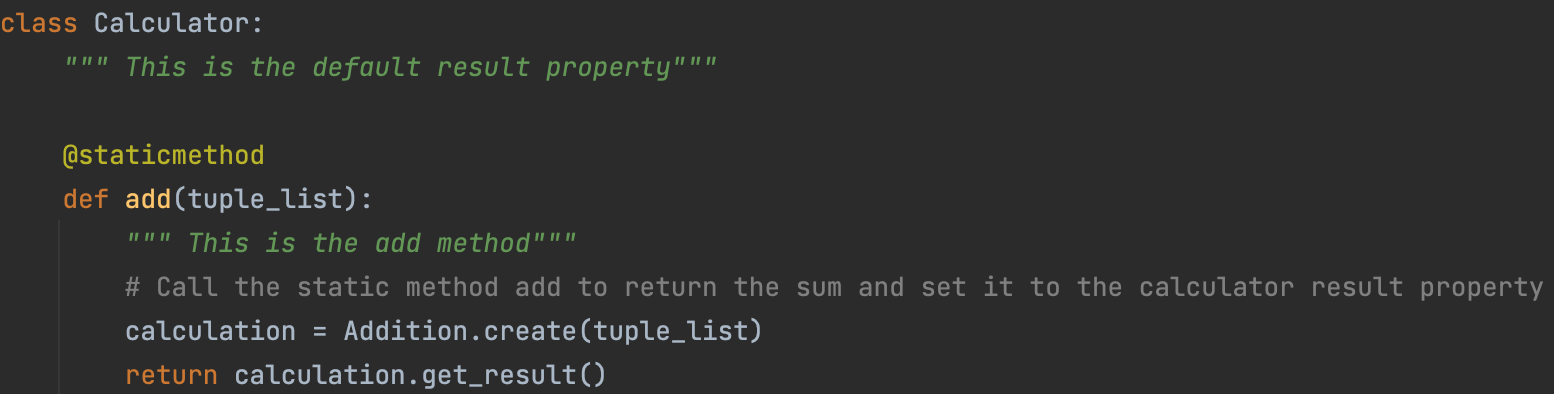 class Calculator:
""" This is the default result property"""
@staticmethod
def add(tuple_list):
""" This is the add method"""
# Call the static method add to return the sum and set it to the calculator result property
calculation = Addition.create(tuple_list)
return calculation.get_result()